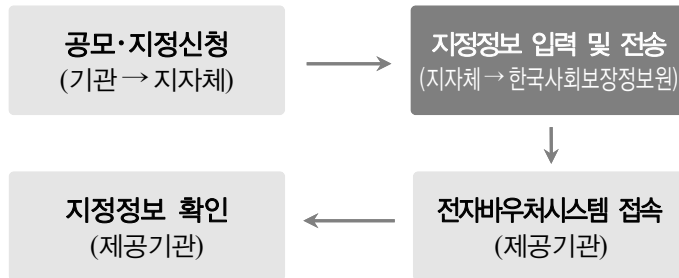 공모·지정신청
(기관 → 지자체)
지정정보 입력 및 전송
(지자체 → 한국사회보장정보원)
전자바우처시스템 접속
(제공기관)
지정정보 확인
(제공기관)